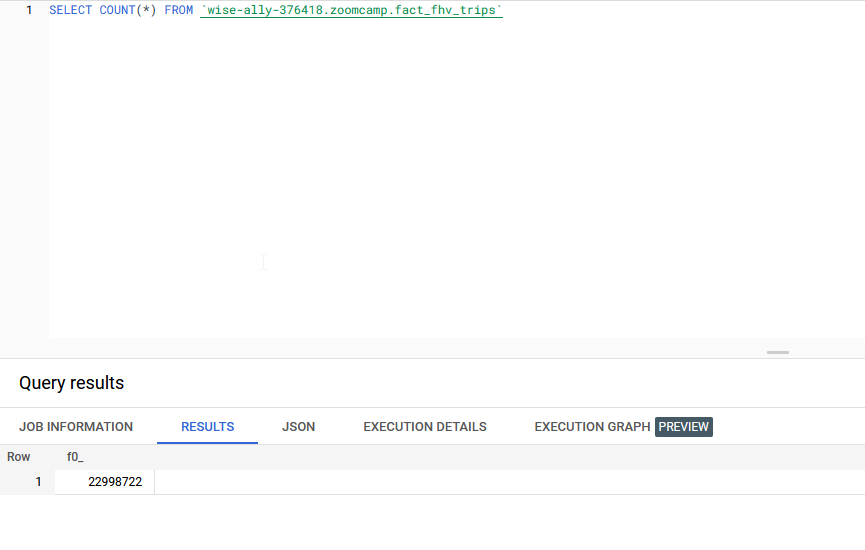 1 SELECT COUNT(*) FROM `wise-ally-376418.zoomcamp.fact_fhv_trips`
Query results
JOB INFORMATION RESULTS JSON EXECUTION DETAILS EXECUTION GRAPH PREVIEW
Row f0_
1 22998722